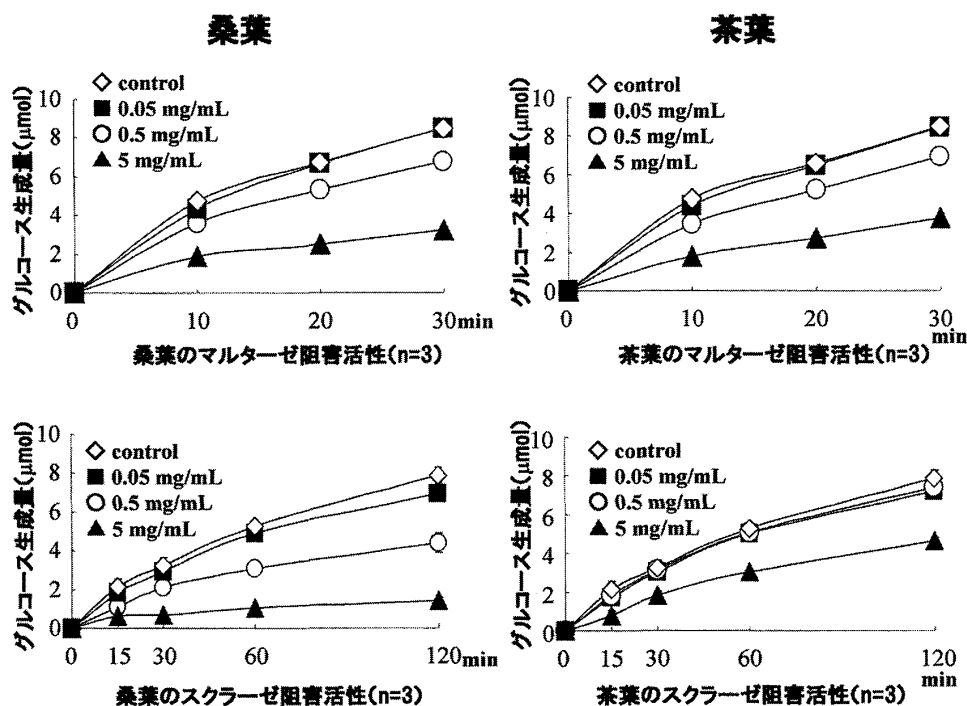 桑葉
茶葉
グルコース生成量(μmol)
◇ control
■ 0.05 mg/mL
○ 0.5 mg/mL
▲ 5 mg/mL
10
8
6
4
2
0
0 10 20 30min
桑葉のマルターゼ阻害活性(n=3)
グルコース生成量(μmol)
◇ control
■ 0.05 mg/mL
○ 0.5 mg/mL
▲ 5 mg/mL
10
8
6
4
2
0
0 10 20 30
min
茶葉のマルターゼ阻害活性(n=3)
グルコース生成量(μmol)
◇ control
■ 0.05 mg/mL
○ 0.5 mg/mL
▲ 5 mg/mL
10
8
6
4
2
0
0 15 30 60 120min
桑葉のスクラーゼ阻害活性(n=3)
グルコース生成量(μmol)
◇ control
■ 0.05 mg/mL
○ 0.5 mg/mL
▲ 5 mg/mL
10
8
6
4
2
0
0 15 30 60 120
min
茶葉のスクラーゼ阻害活性(n=3)